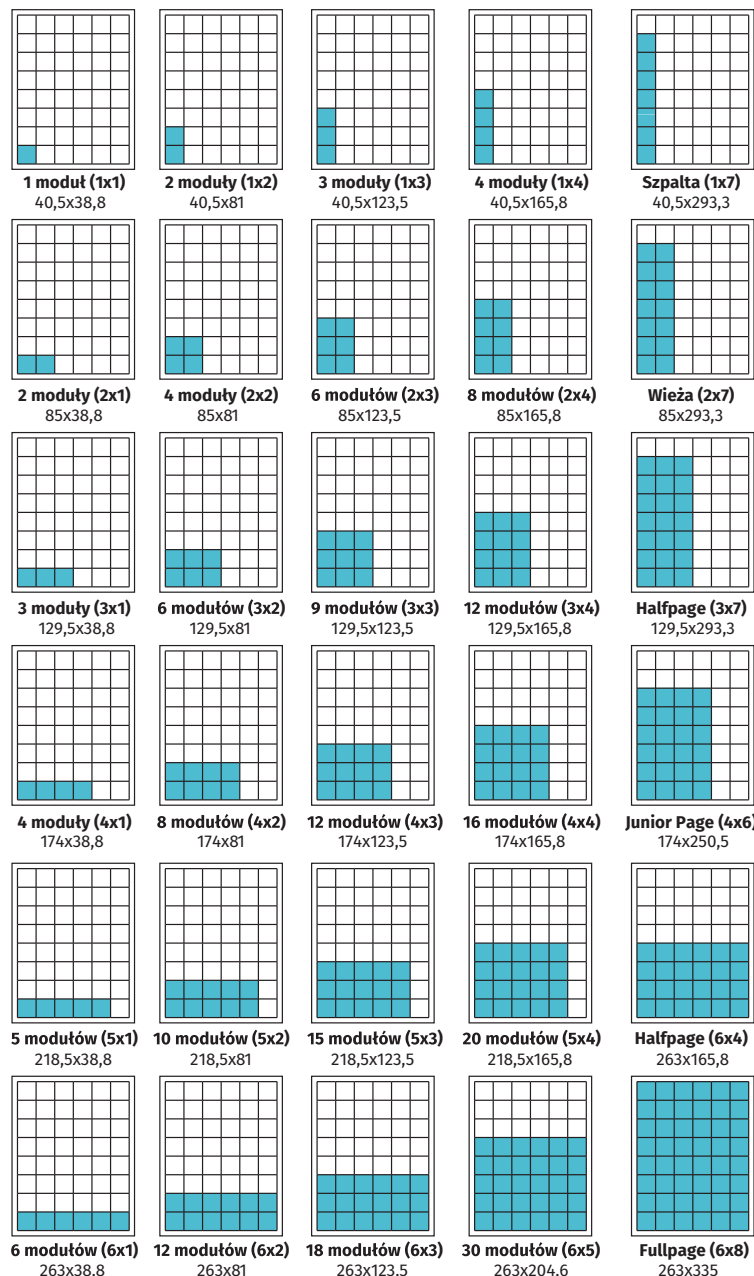 1 moduł (1x1)
40,5x38,8
2 moduły (1x2)
40,5x81
3 moduły (1x3)
40,5x123,5
4 moduły (1x4)
40,5x165,8
Szpalta (1x7)
40,5x293,3
2 moduły (2x1)
85x38,8
4 moduły (2x2)
85x81
6 modułów (2x3)
85x123,5
8 modułów (2x4)
85x165,8
Wieża (2x7)
85x293,3
3 moduły (3x1)
129,5x38,8
6 modułów (3x2)
129,5x81
9 modułów (3x3)
129,5x123,5
12 modułów (3x4)
129,5x165,8
Halfpage (3x7)
129,5x293,3
4 moduły (4x1)
174x38,8
8 modułów (4x2)
174x81
12 modułów (4x3)
174x123,5
16 modułów (4x4)
174x165,8
Junior Page (4x6)
174x250,5
5 modułów (5x1)
218,5x38,8
10 modułów (5x2)
218,5x81
15 modułów (5x3)
218,5x123,5
20 modułów (5x4)
218,5x165,8
Halfpage (6x4)
263x165,8
6 modułów (6x1)
263x38,8
12 modułów (6x2)
263x81
18 modułów (6x3)
263x123,5
30 modułów (6x5)
263x204,6
Fullpage (6x8)
263x335